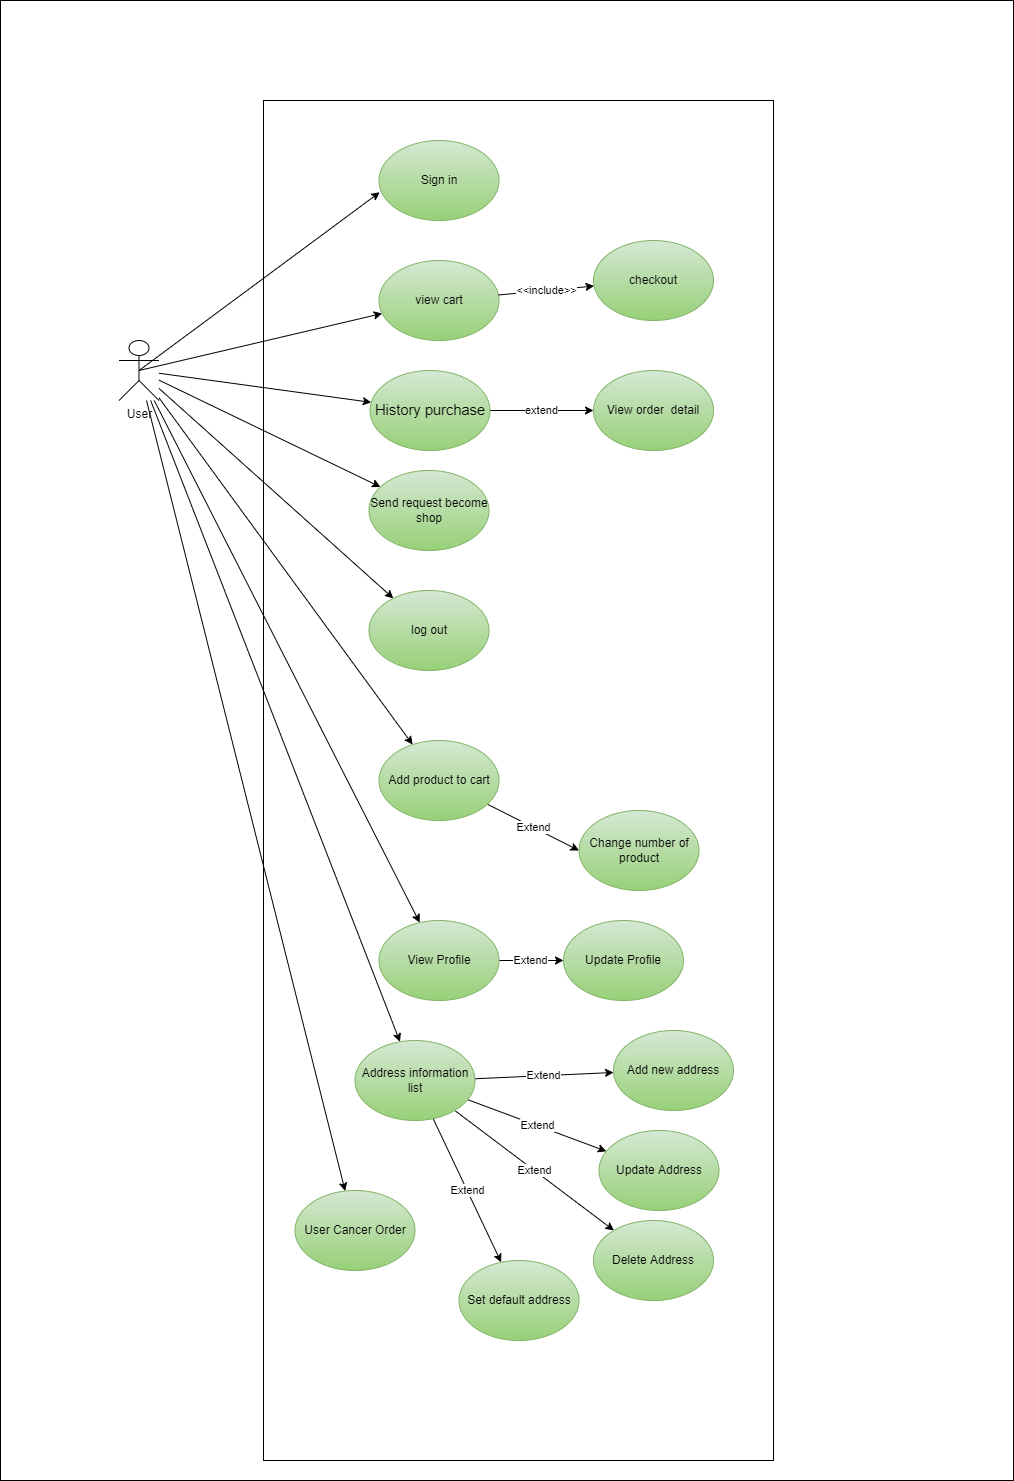 Sign in
checkout
view cart
<<include>>
User
History purchase
extend
View order detail
Send request become
shop
log out
Add product to cart
Extend
Change number of
product
View Profile
Extend
Update Profile
Address information
list
Extend
Add new address
Extend
Update Address
Extend
Extend
User Cancer Order
Delete Address
Set default address